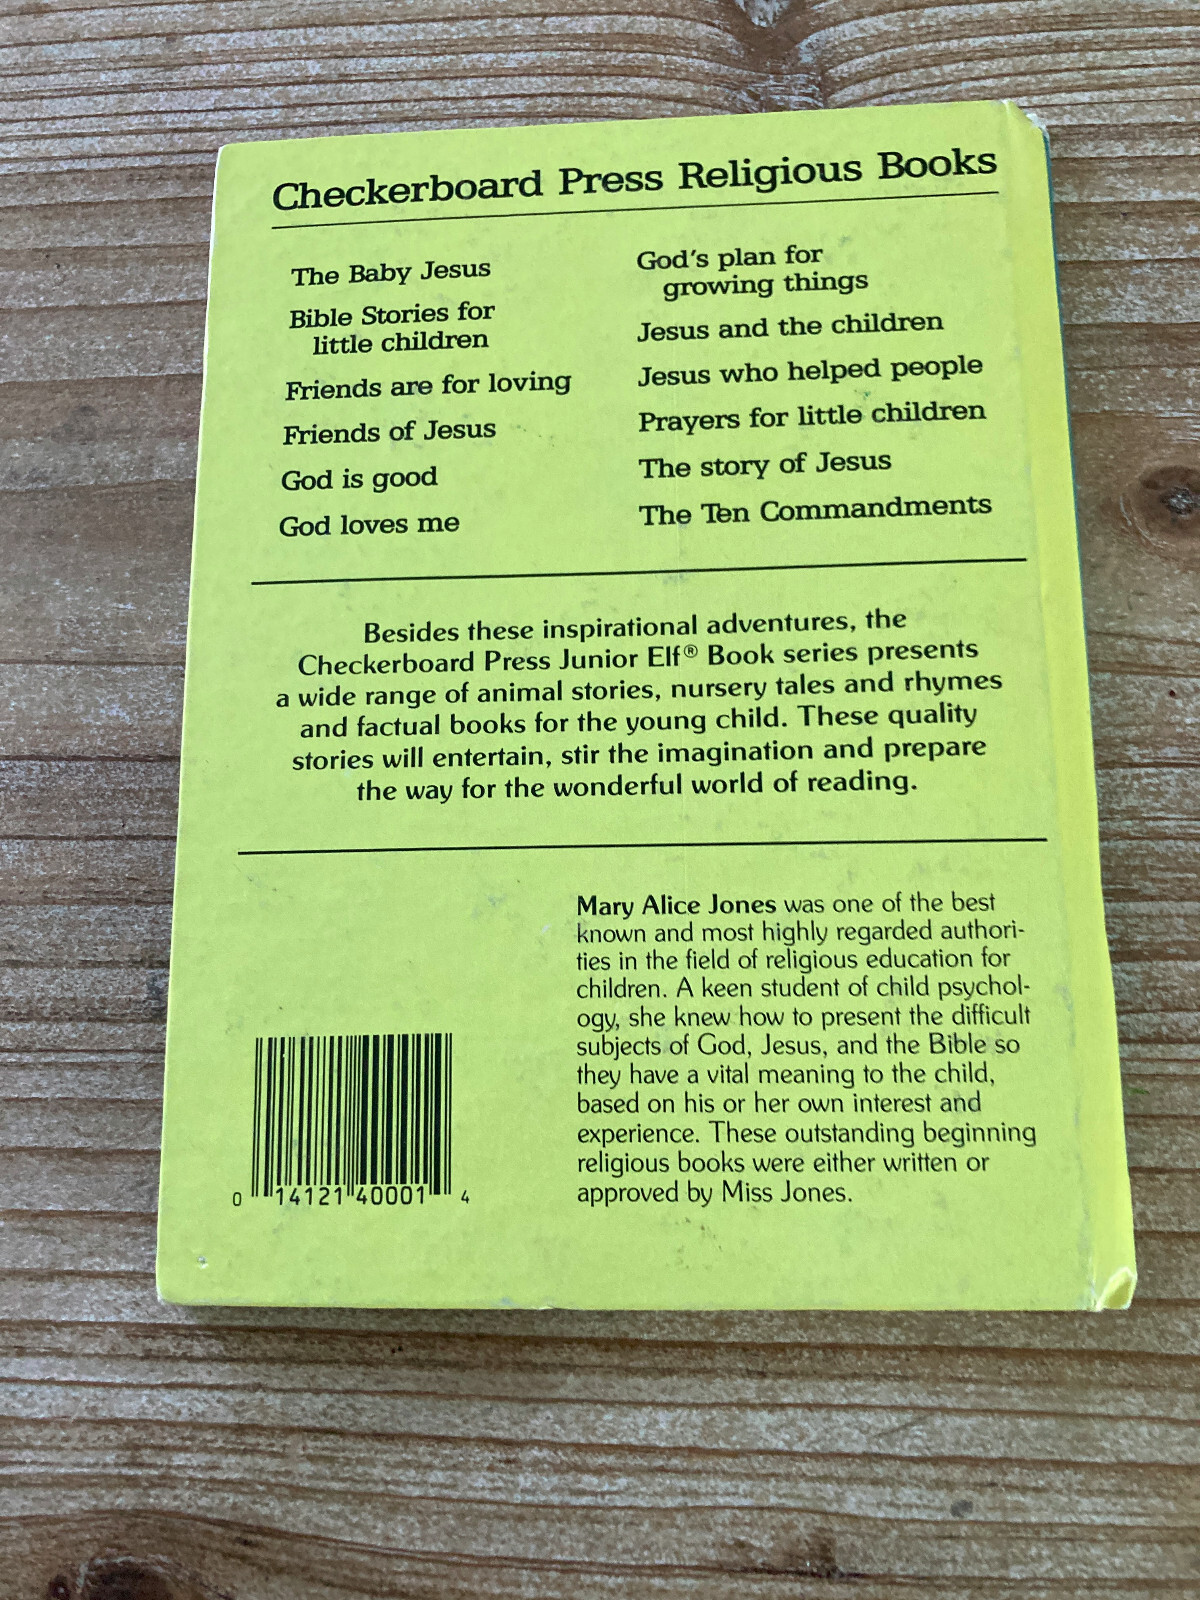 Checkerboard Press Religious Books
The Baby Jesus
Bible Stories for
little children
Friends are for loving
Friends of Jesus
God is good
God loves me
God's plan for
growing things
Jesus and the children
Jesus who helped people
Prayers for little children
The story of Jesus
The Ten Commandments
Besides these inspirational adventures, the
Checkerboard Press Junior Elf® Book series presents
a wide range of animal stories, nursery tales and rhymes
and factual books for the young child. These quality
stories will entertain, stir the imagination and prepare
the way for the wonderful world of reading.
Mary Alice Jones was one of the best
known and most highly regarded authori-
ties in the field of religious education for
children. A keen student of child psychol-
ogy, she knew how to present the difficult
subjects of God, Jesus, and the Bible so
they have a vital meaning to the child,
based on his or her own interest and
experience. These outstanding beginning
religious books were either written or
approved by Miss Jones.
0 14121 40001 4